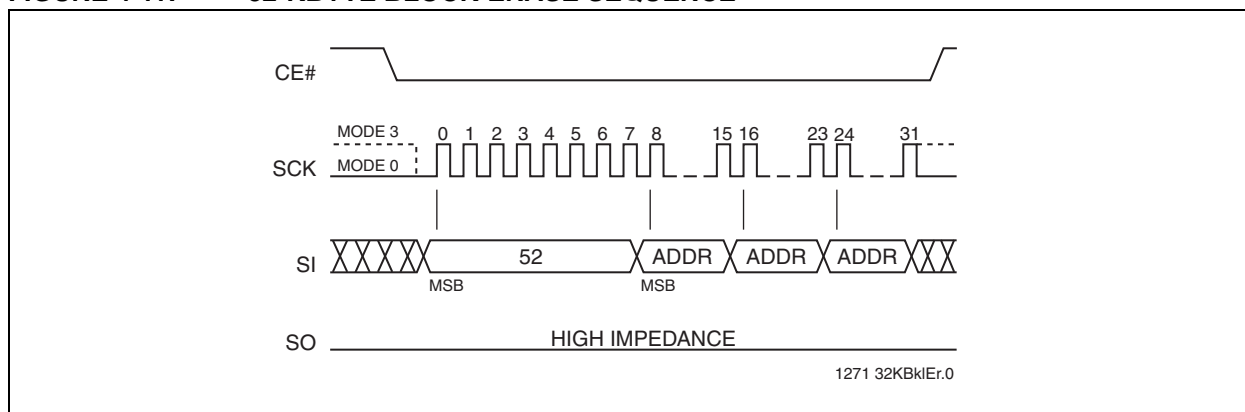 CE#
MODE 3
0 1 2 3 4 5 6 7 8 15 16 23 24 31
SCK MODE 0
SI 52 ADDR ADDR ADDR
MSB MSB
SO HIGH IMPEDANCE
1271 32KBklEr.0